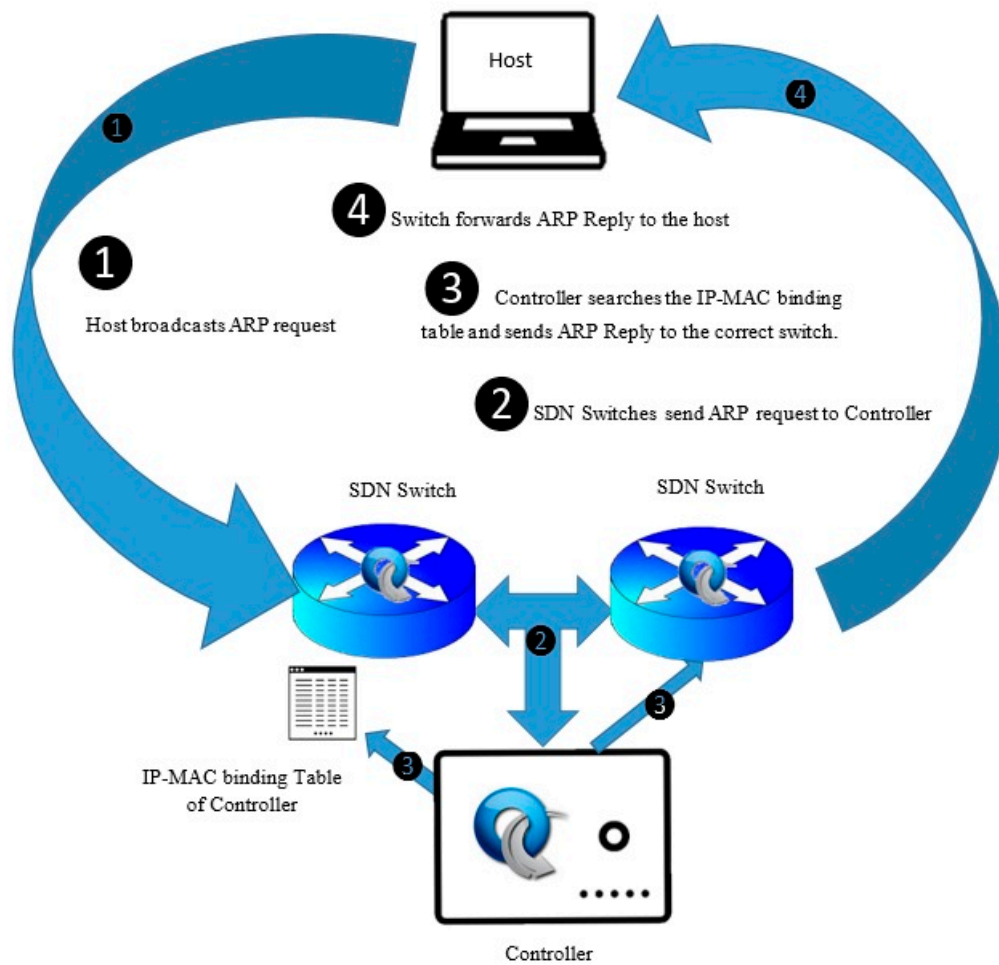 Host
1
4
4 Switch forwards ARP Reply to the host
1
Host broadcasts ARP request
3 Controller searches the IP-MAC binding
table and sends ARP Reply to the correct switch.
2 SDN Switches send ARP request to Controller
SDN Switch
SDN Switch
2
3
3
IP-MAC binding Table
of Controller
Controller